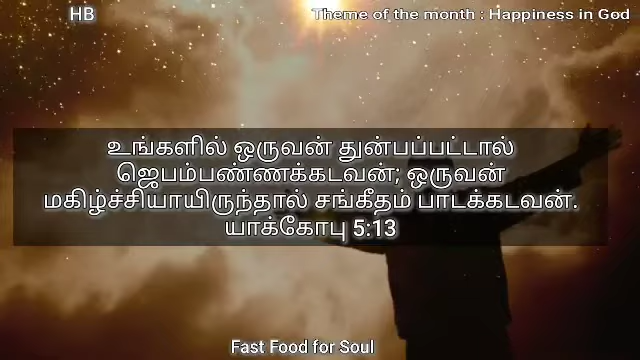 HB
Theme of the month : Happiness in God
உங்களில் ஒருவன் துன்பப்பட்டால்
ஜெபம்பண்ணக்கடவன்; ஒருவன்
மகிழ்ச்சியாயிருந்தால் சங்கீதம் பாடக்கடவன்.
யாக்கோபு 5:13
Fast Food for Soul